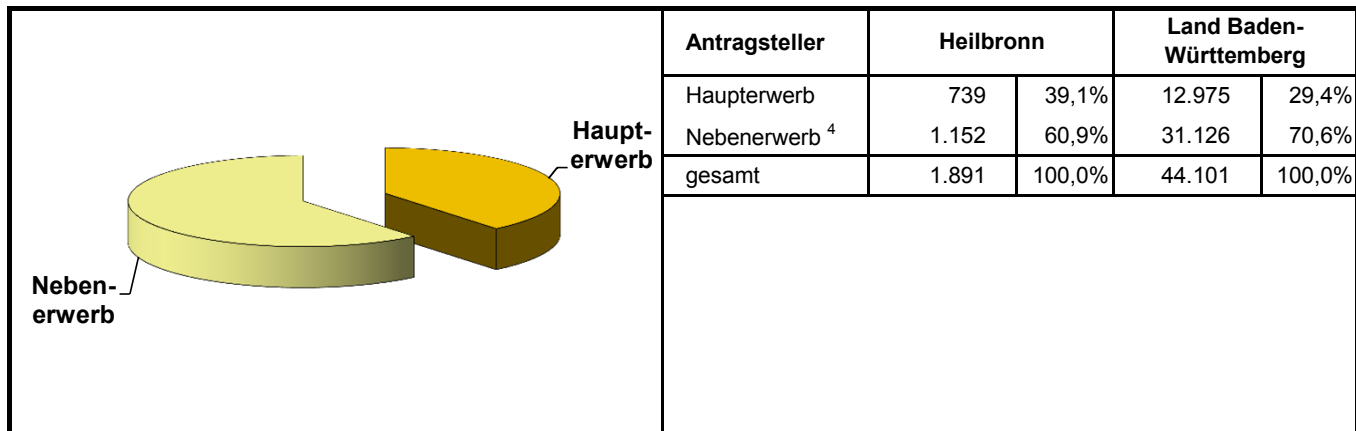 Haupt-
erwerb
Neben-
erwerb
Antragsteller Heilbronn Land Baden-
Württemberg
Haupterwerb 739 39,1% 12.975 29,4%
Nebenerwerb 4 1.152 60,9% 31.126 70,6%
gesamt 1.891 100,0% 44.101 100,0%